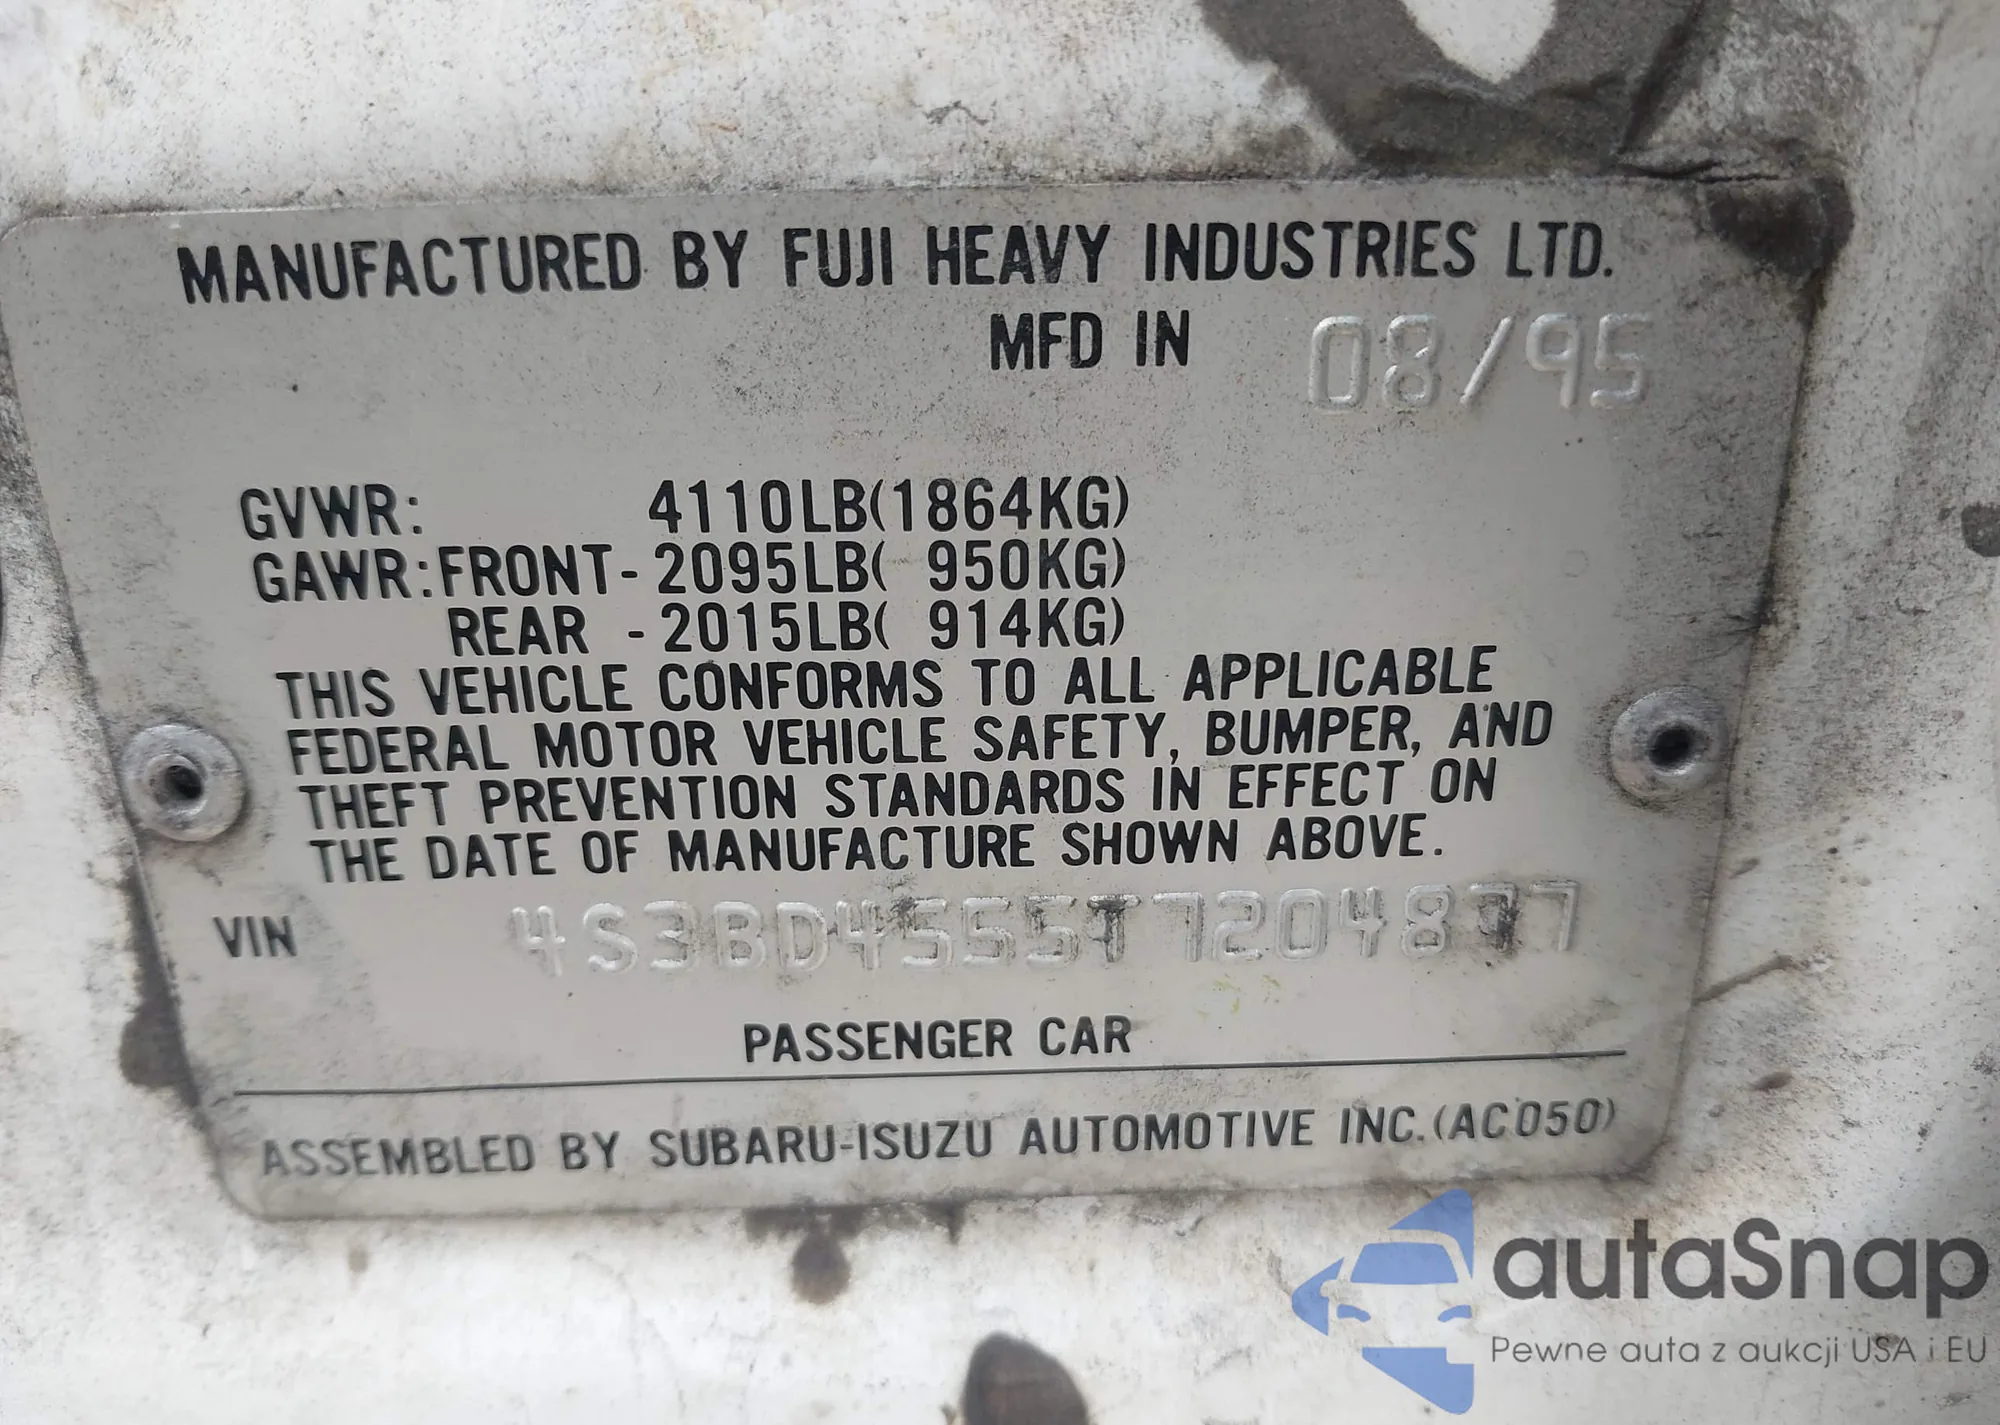 MANUFACTURED BY FUJI HEAVY INDUSTRIES LTD.
MFD IN 08/95
GVWR: 4110LB(1864KG)
GAWR:FRONT-2095LB( 950KG)
REAR -2015LB( 914KG)
THIS VEHICLE CONFORMS TO ALL APPLICABLE
FEDERAL MOTOR VEHICLE SAFETY, BUMPER, AND
THEFT PREVENTION STANDARDS IN EFFECT ON
THE DATE OF MANUFACTURE SHOWN ABOVE.
VIN 4S3BD4555T7204877
PASSENGER CAR
ASSEMBLED BY SUBARU-ISUZU AUTOMOTIVE INC.(AC050)
autaSnap
Pewne auta z aukcji USA i EU